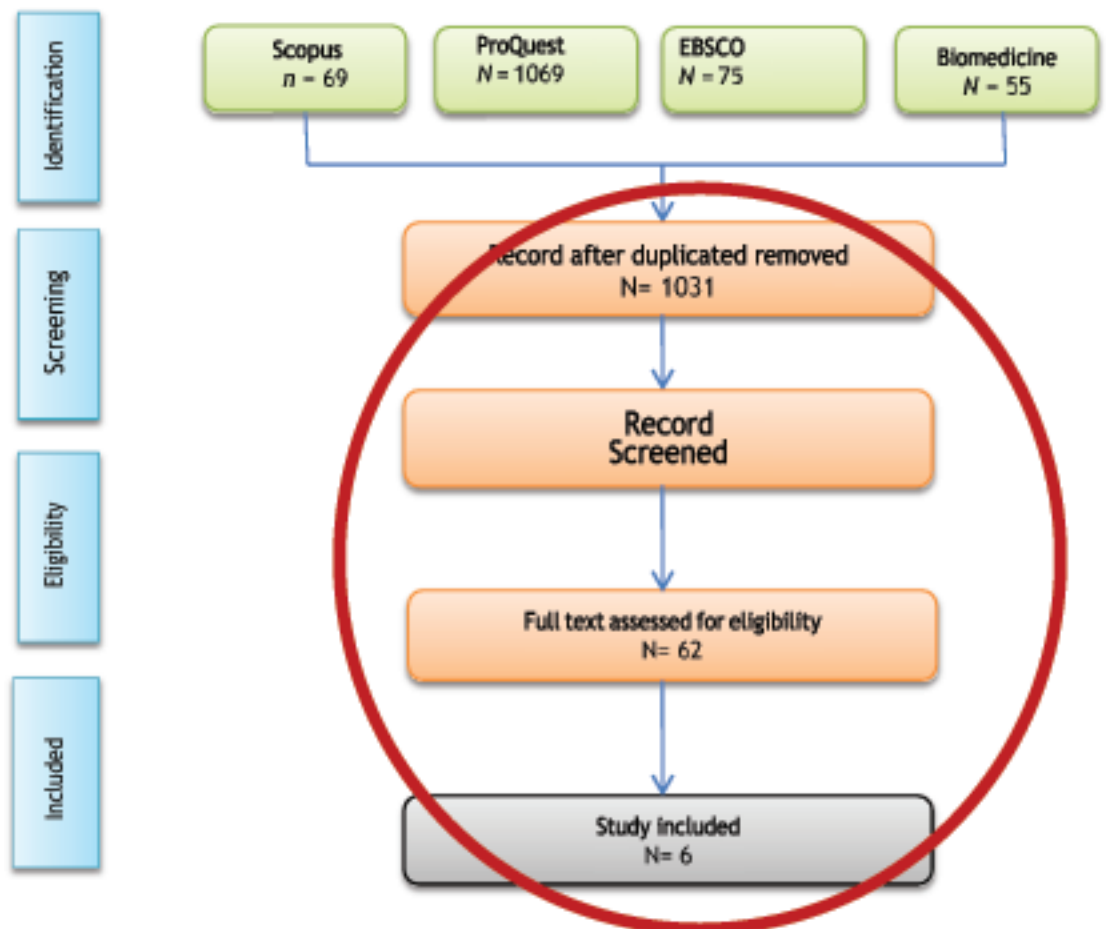 Identification
Scopus
n = 69
ProQuest
N = 1069
EBSCO
N = 75
Biomedicine
N = 55
Screening
Record after duplicated removed
N= 1031
Record
Screened
Eligibility
Full text assessed for eligibility
N= 62
Included
Study included
N= 6